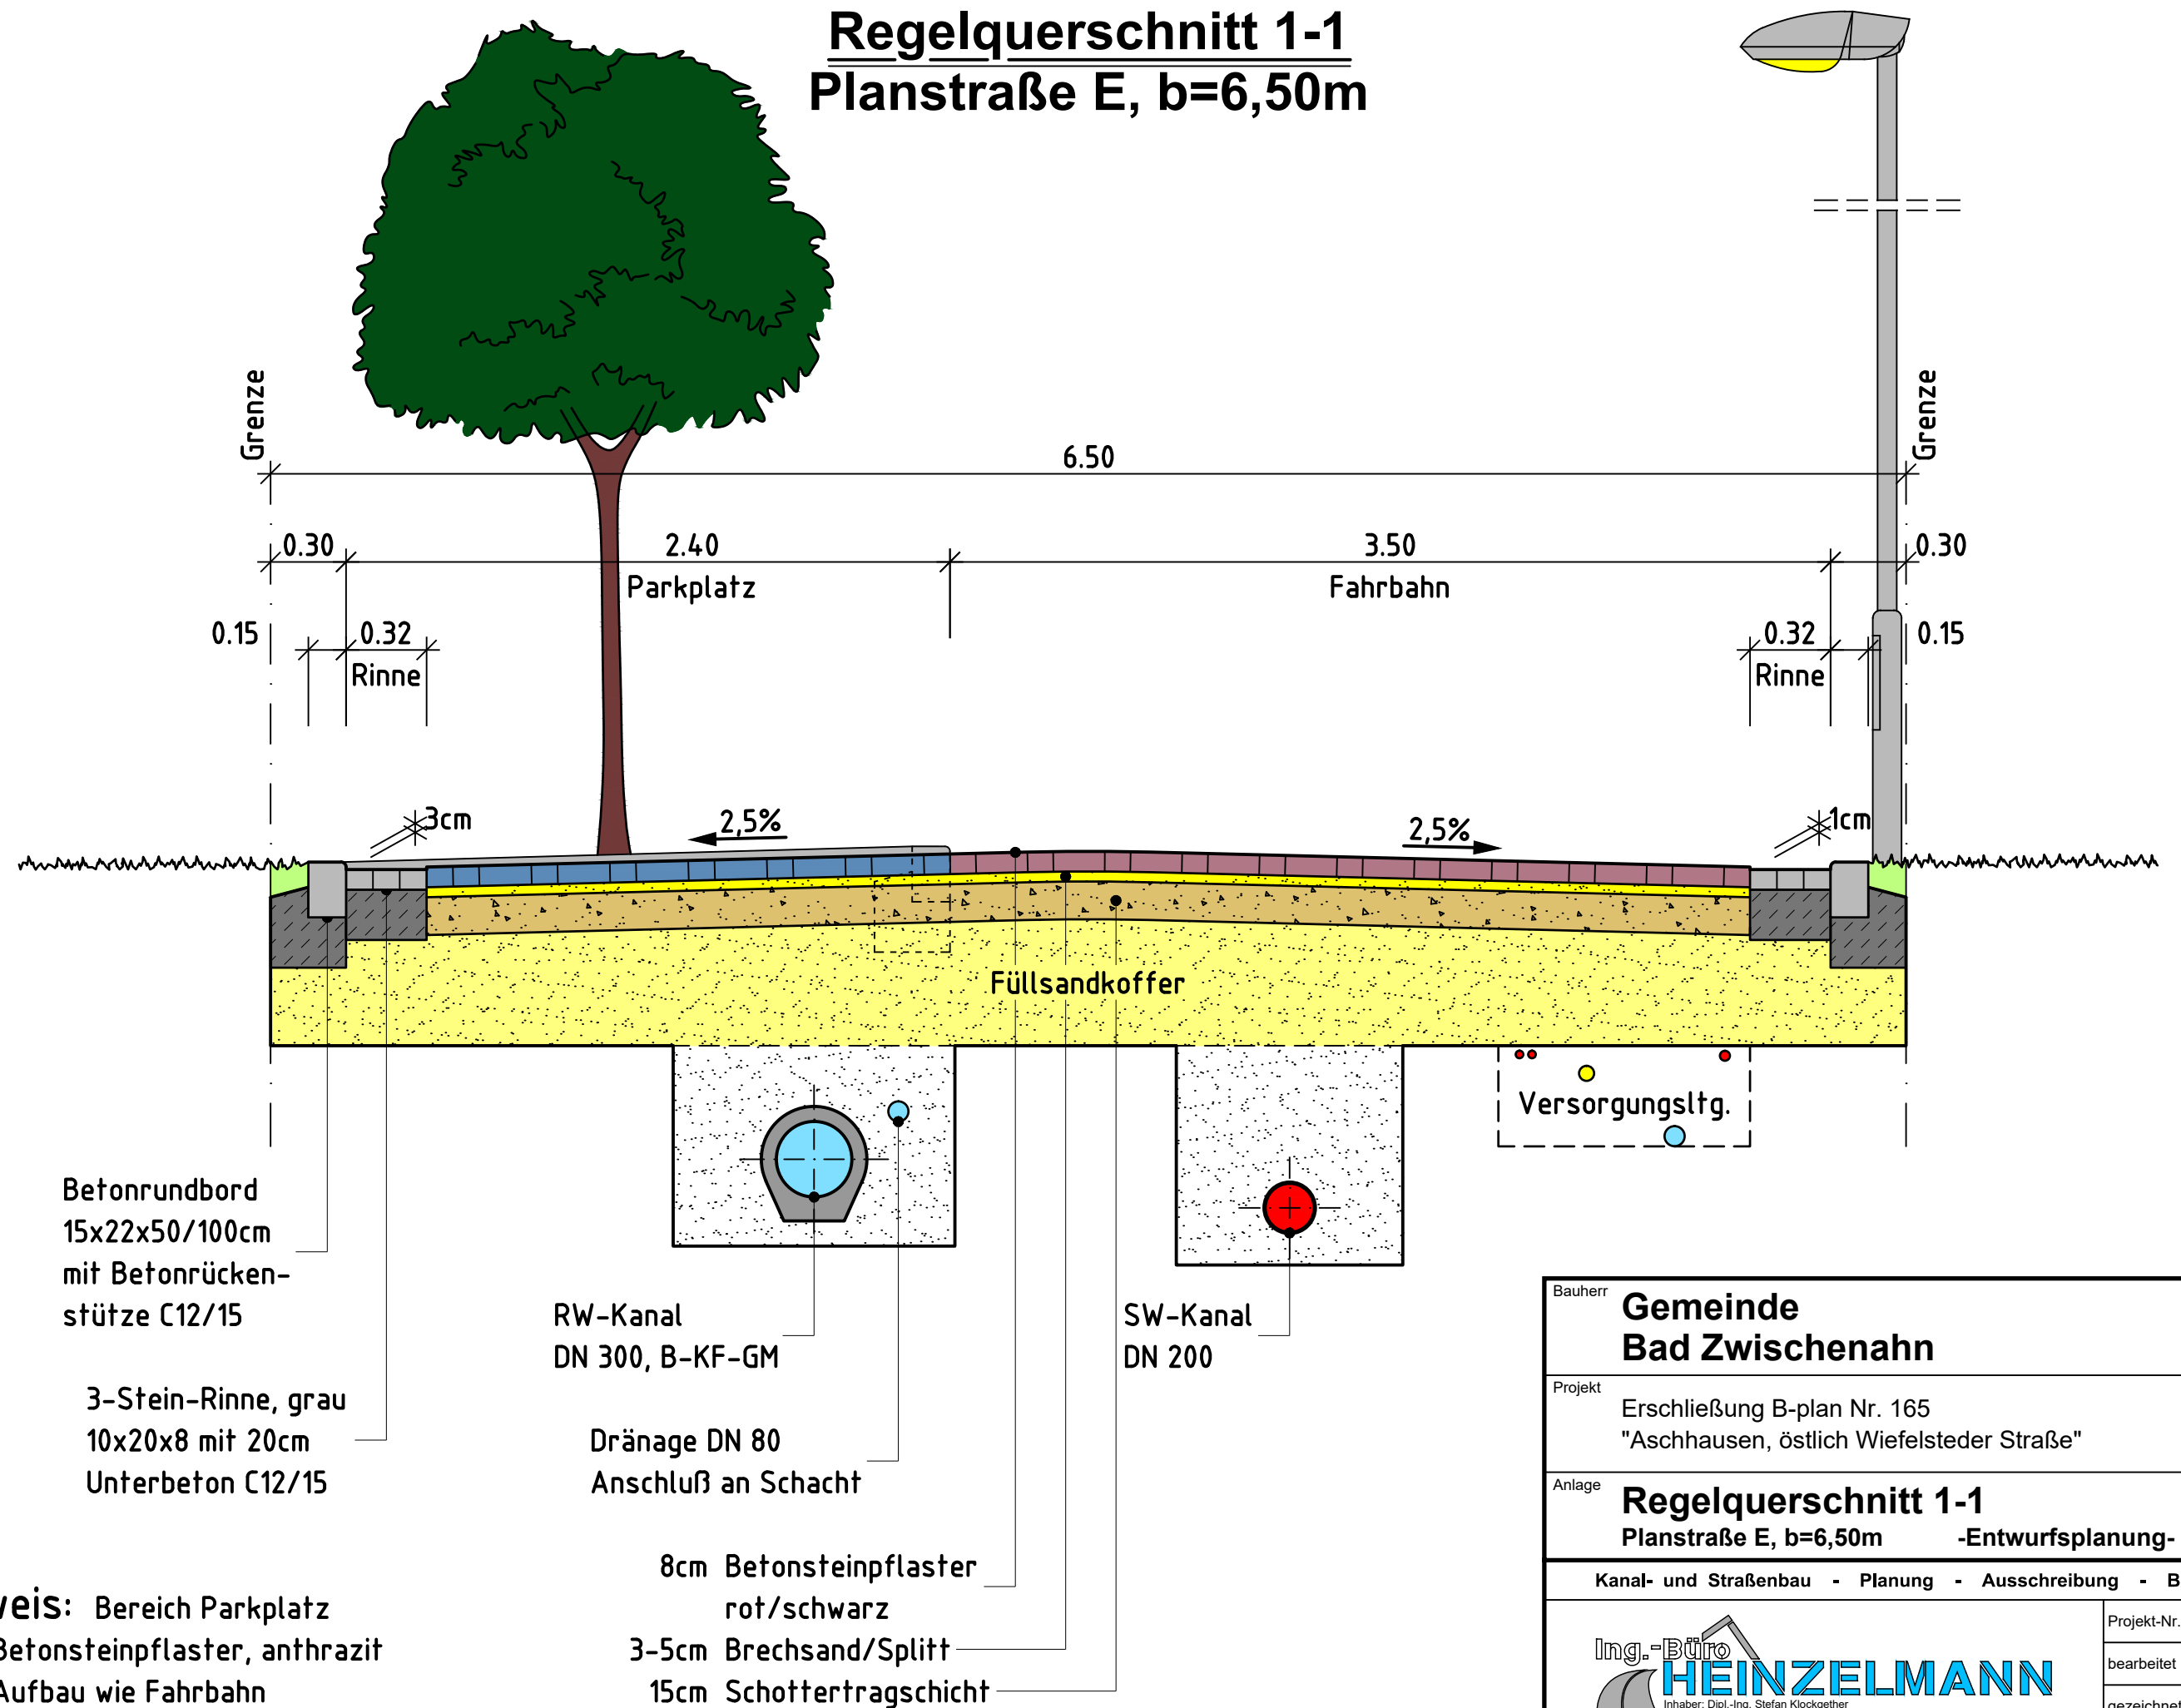 Regelquerschnitt 1-1
Planstraße E, b=6,50m
Grenze
Grenze
6.50
0.30
2.40
3.50
0.30
Parkplatz
Fahrbahn
0.15
0.32
0.32
0.15
Rinne
Rinne
3cm
2,5%
2,5%
1cm
Füllsandkoffer
Versorgungsltg.
Betonrundbord
15x22x50/100cm
mit Betonrücken-
stütze C12/15
RW-Kanal
DN 300, B-KF-GM
SW-Kanal
DN 200
3-Stein-Rinne, grau
10x20x8 mit 20cm
Unterbeton C12/15
Dränage DN 80
Anschluß an Schacht
8cm Betonsteinpflaster
rot/schwarz
3-5cm Brechsand/Splitt
15cm Schottertragschicht
weis: Bereich Parkplatz
Betonsteinpflaster, anthrazit
Aufbau wie Fahrbahn
Bauherr
Gemeinde
Bad Zwischenahn
Projekt
Erschließung B-plan Nr. 165
"Aschhausen, östlich Wiefelsteder Straße"
Anlage
Regelquerschnitt 1-1
Planstraße E, b=6,50m -Entwurfsplanung-
Kanal- und Straßenbau - Planung - Ausschreibung - B
Ing.-Büro
HEINZELMANN
Inhaber: Dipl.-Ing. Stefan Klockgether
Projekt-Nr.
bearbeitet
gezeichnet